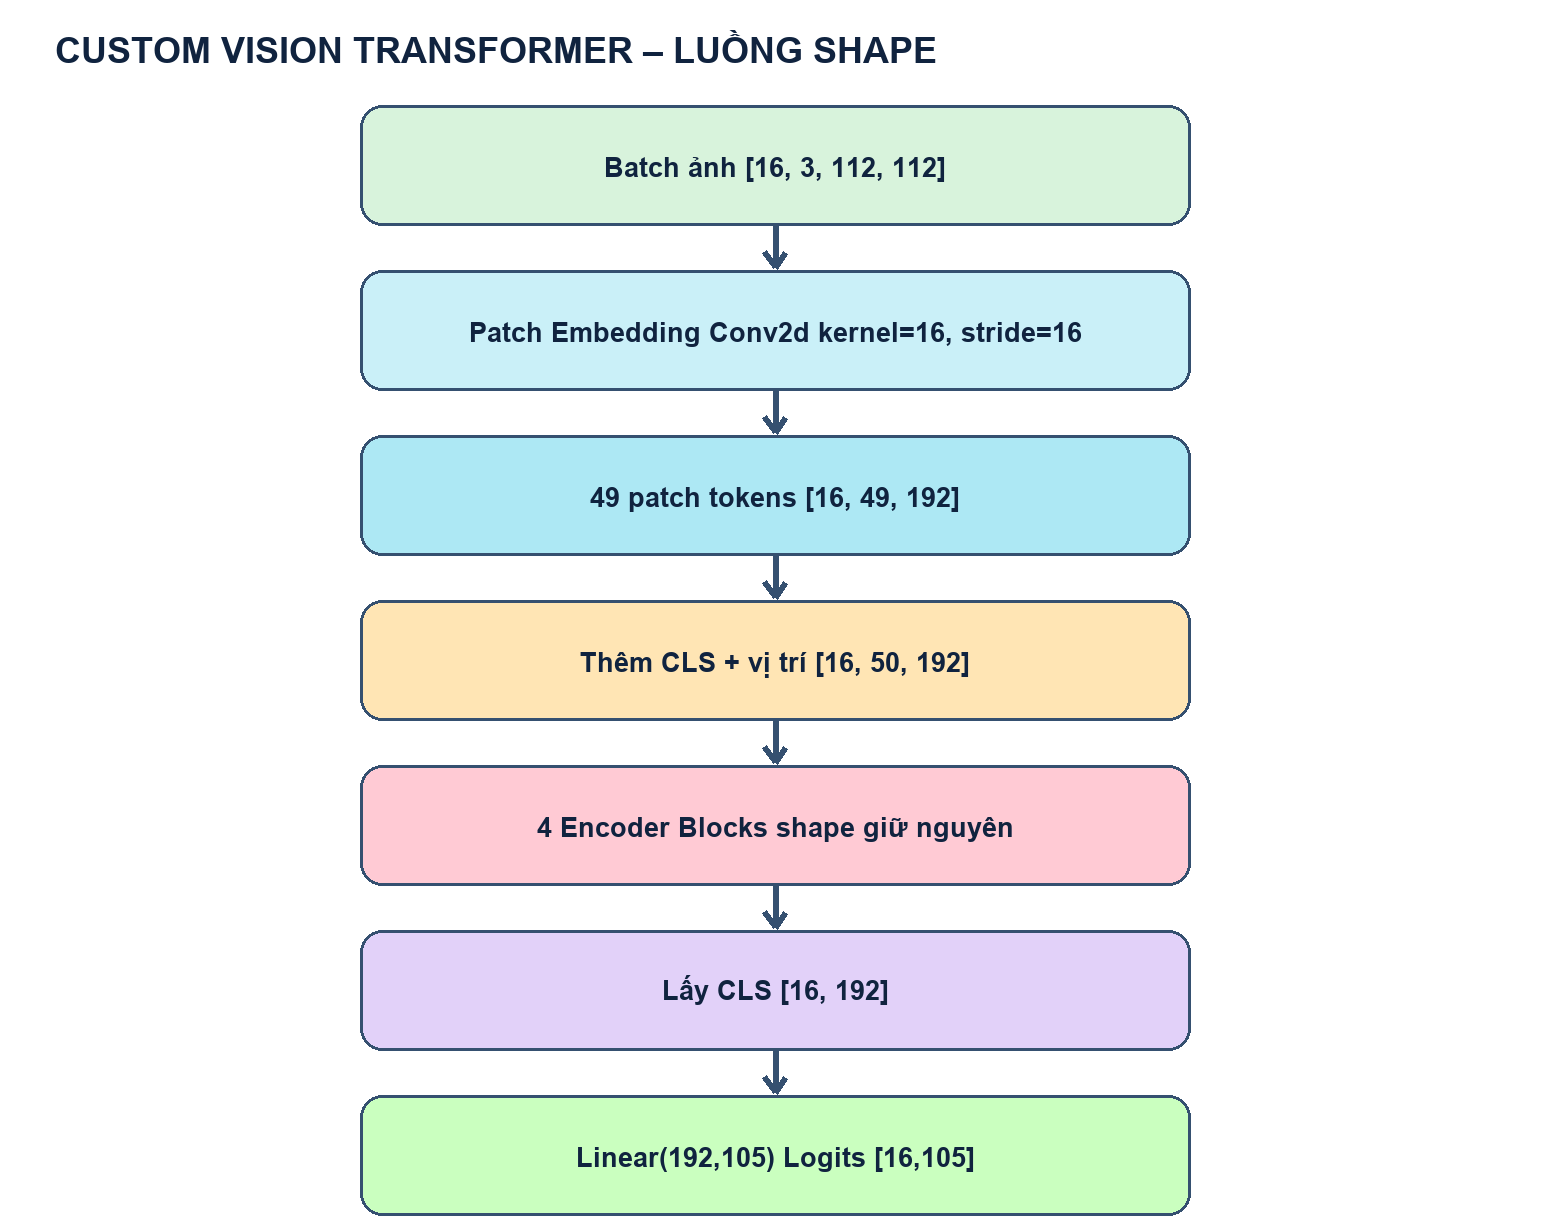 CUSTOM VISION TRANSFORMER – LUỒNG SHAPE
Batch ảnh [16, 3, 112, 112]
Patch Embedding Conv2d kernel=16, stride=16
49 patch tokens [16, 49, 192]
Thêm CLS + vị trí [16, 50, 192]
4 Encoder Blocks shape giữ nguyên
Lấy CLS [16, 192]
Linear(192,105) Logits [16,105]